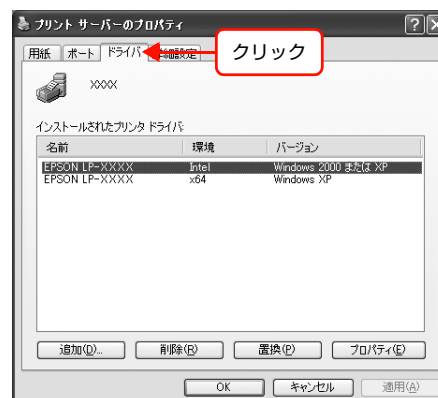 プリント サーバーのプロパティ
用紙 ポート ドライバ 詳細設定
クリック
XXXX
インストールされたプリンタ ドライバ:
名前 環境 バージョン
EPSON LP-XXXX Intel Windows 2000 または XP
EPSON LP-XXXX x64 Windows XP
追加(D)... 削除(R) 置換(P) プロパティ(E)
OK キャンセル 適用(A)